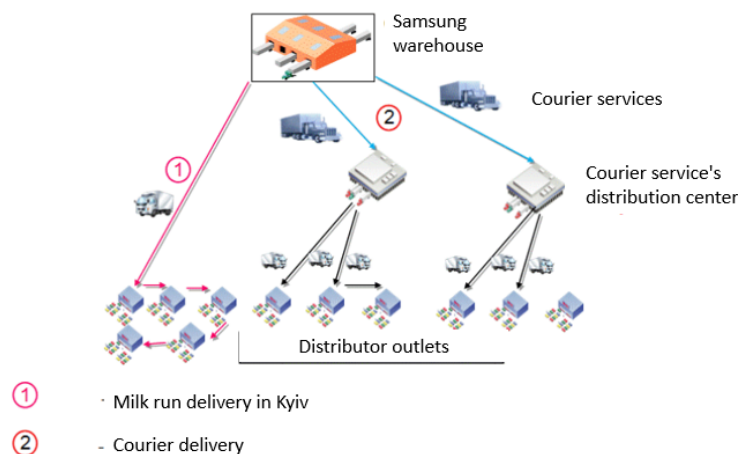 Samsung
warehouse
Courier services
2
1
Courier service's
distribution center
Distributor outlets
1 - Milk run delivery in Kyiv
2 - Courier delivery